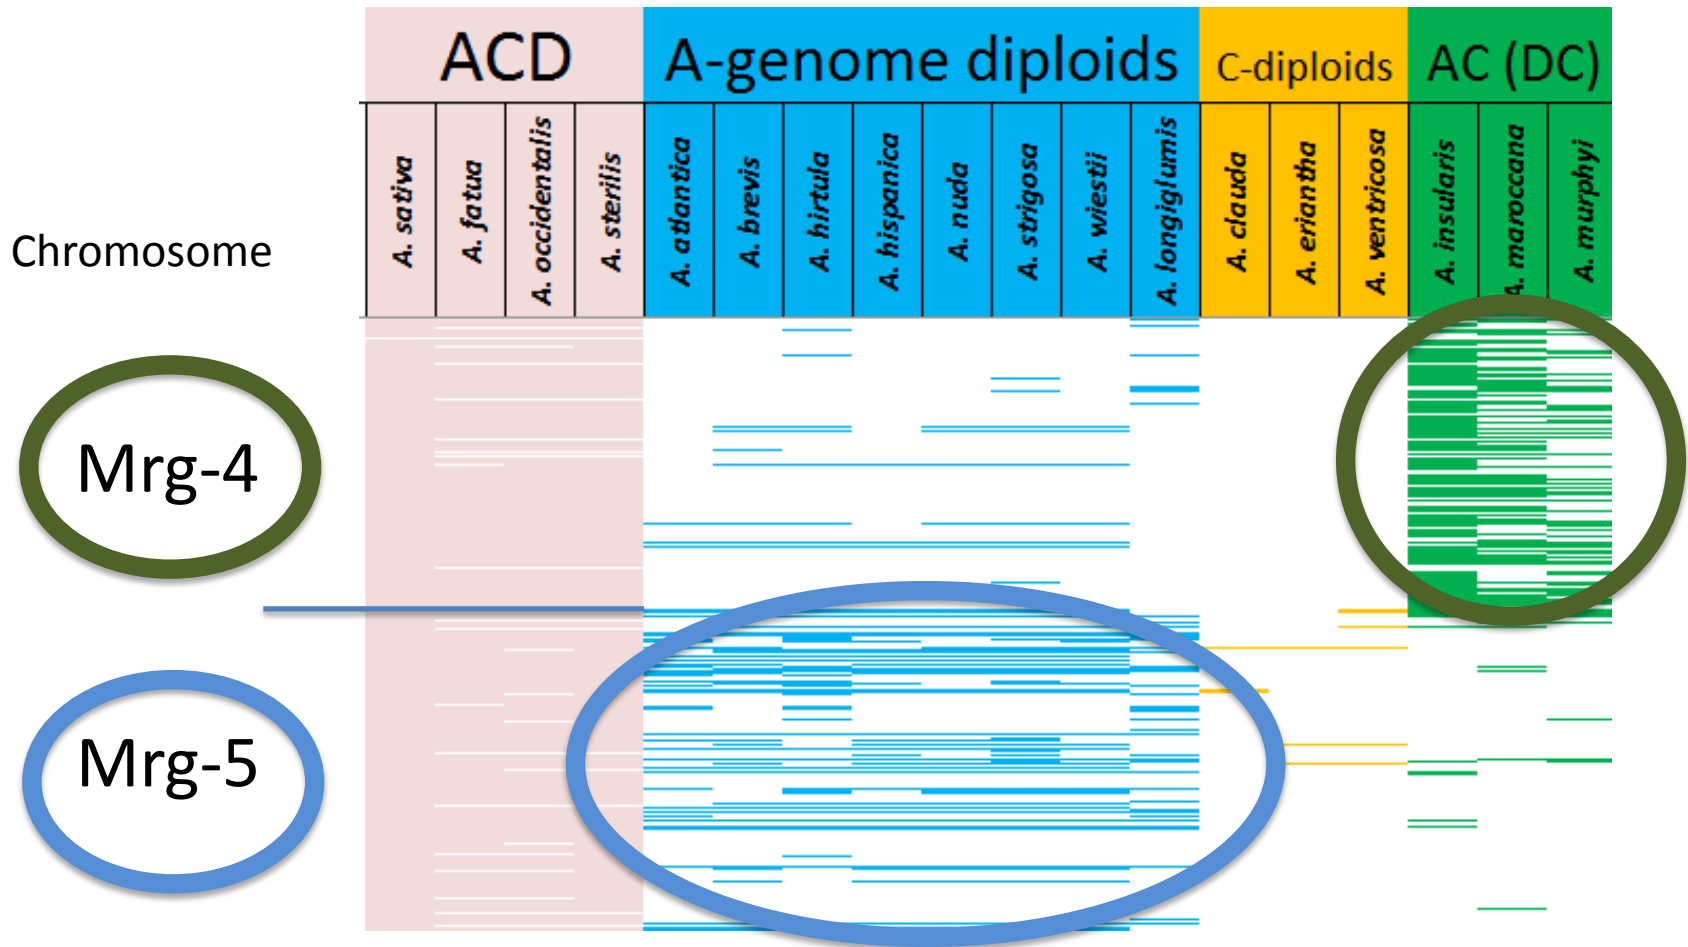 ACD
A-genome diploids
C-diploids
AC (DC)
A. sativa
A. fatua
A. occidentalis
A. sterilis
A. atlantica
A. brevis
A. hirtula
A. hispanica
A. nuda
A. strigosa
A. wiestii
A. longiglumis
A. clauda
A. eriantha
A. ventricosa
A. insularis
A. maroccana
A. murphyi
Chromosome
Mrg-4
Mrg-5